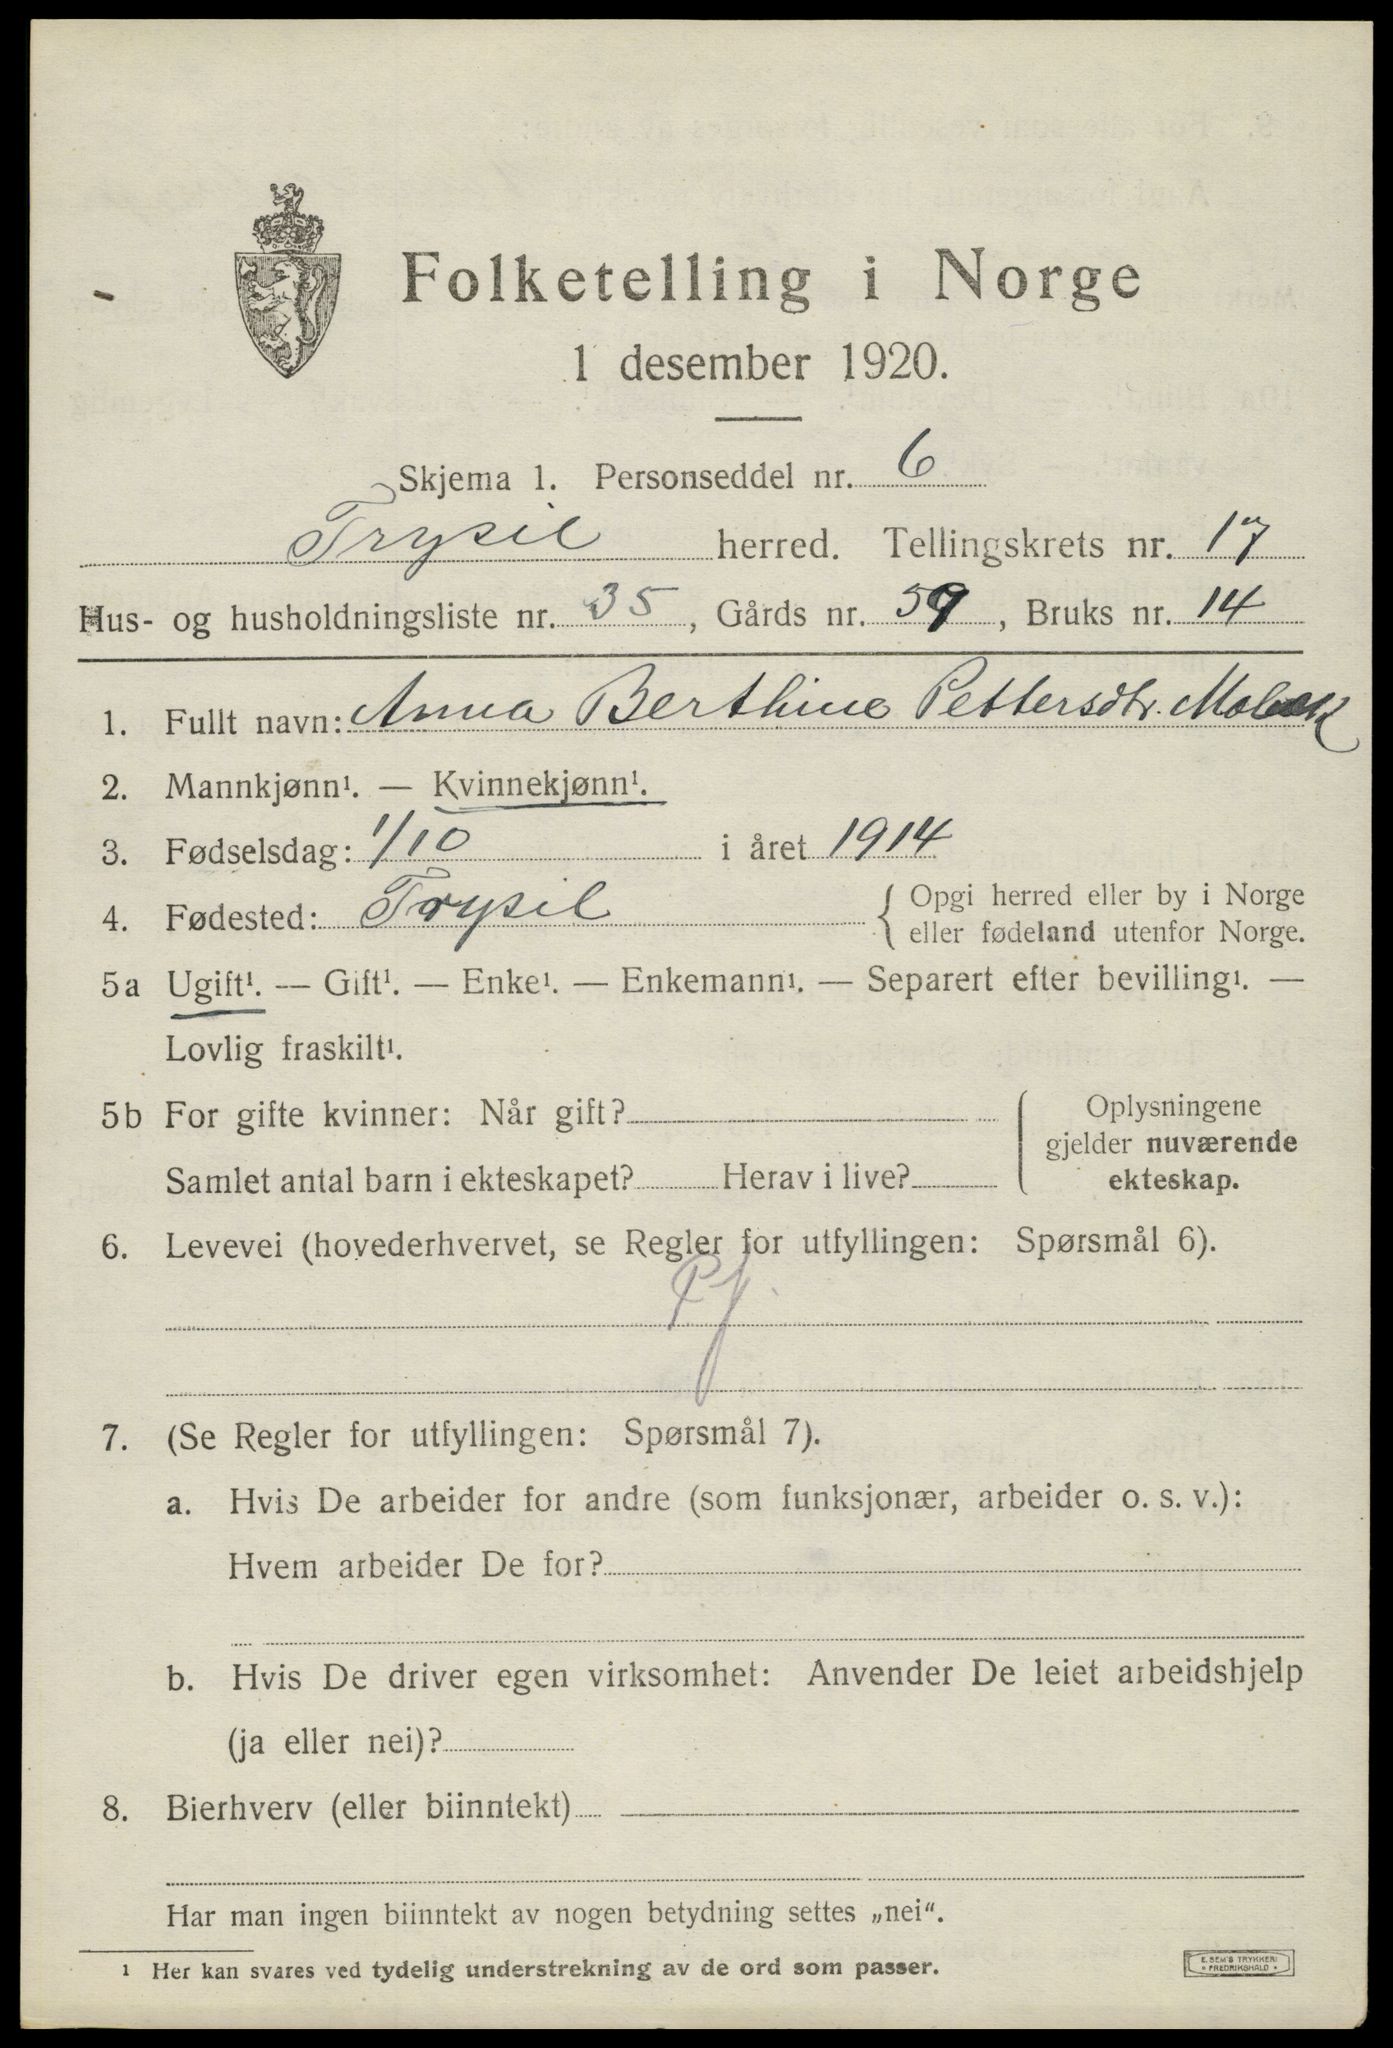 Folketelling i Norge
1 desember 1920.
Skjema 1. Personseddel nr. 6
Trysil herred. Tellingskrets nr. 17
Hus- og husholdningsliste nr. 35, Gårds nr. 59, Bruks nr. 14
1. Fullt navn: Anna Berthine Pettersdtr.
2. Mannkjønn¹. — Kvinnekjønn¹.
3. Fødselsdag: 1/10 i året 1914
4. Fødested: Trysil { Opgi herred eller by i Norge
eller fødeland utenfor Norge.
5a Ugift¹. — Gift¹. — Enke¹. — Enkemann¹. — Separert efter bevilling¹. —
Lovlig fraskilt¹.
5b For gifte kvinner: Når gift?
Samlet antal barn i ekteskapet? Herav i live?
Oplysningene
gjelder nuværende
ekteskap.
6. Levevei (hovederhvervet, se Regler for utfyllingen: Spørsmål 6).
7. (Se Regler for utfyllingen: Spørsmål 7).
a. Hvis De arbeider for andre (som funksjonær, arbeider o. s. v.):
Hvem arbeider De for?
b. Hvis De driver egen virksomhet: Anvender De leiet arbeidshjelp
(ja eller nei)?
8. Bierhverv (eller biinntekt)
Har man ingen biinntekt av nogen betydning settes „nei“.
¹ Her kan svares ved tydelig understrekning av de ord som passer.
E. SEM'S TRYKKERI
• FREDRIKSHALD •